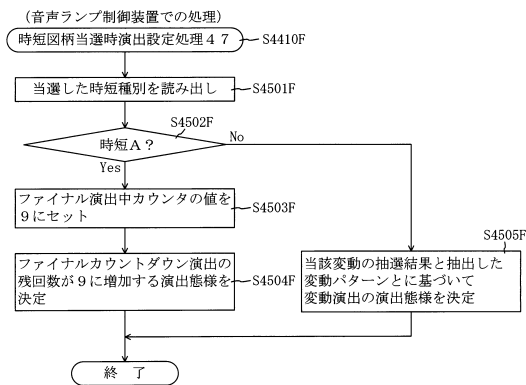 （音声ランプ制御装置での処理）
時短図柄当選時演出設定処理４７
S4410F
当選した時短種別を読み出し
S4501F
S4502F
時短Ａ？
No
Yes
ファイナル演出中カウンタの値を
９にセット
S4503F
S4505F
ファイナルカウントダウン演出の
残回数が９に増加する演出態様を
決定
S4504F
当該変動の抽選結果と抽出した
変動パターンとに基づいて
変動演出の演出態様を決定
終　了